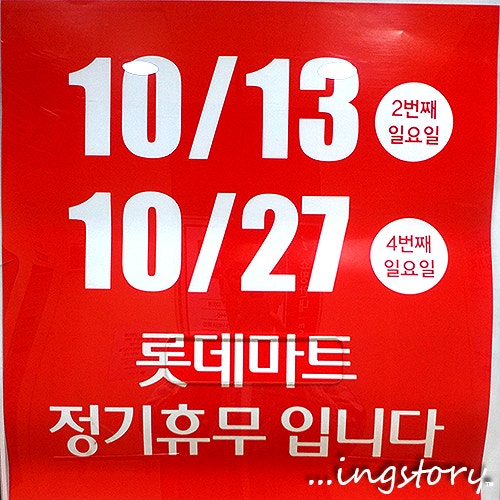 10/13
2번째
일요일
10/27
4번째
일요일
롯데마트
정기휴무 입니다
...ingstory™